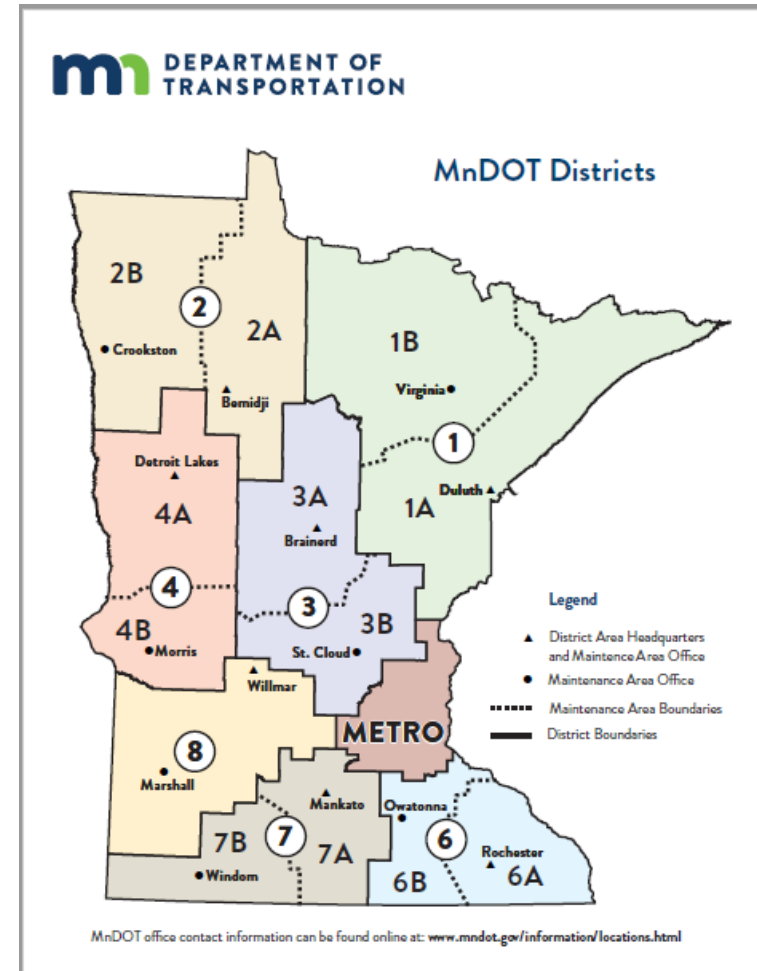 mn DEPARTMENT OF
TRANSPORTATION
MnDOT Districts
2B
2
2A
Crookston
Bemidji
1B
Virginia
1
Duluth
1A
Detroit Lakes
4A
3A
Brainerd
4
3
4B
Morris
3B
St. Cloud
Willmar
METRO
8
Marshall
Mankato
Owatonna
7B
7
7A
6
Rochester
Windom
6B
6A
Legend
District Area Headquarters
and Maintence Area Office
Maintenance Area Office
Maintenance Area Boundaries
District Boundaries
MnDOT office contact information can be found online at: www.mndot.gov/information/locations.html